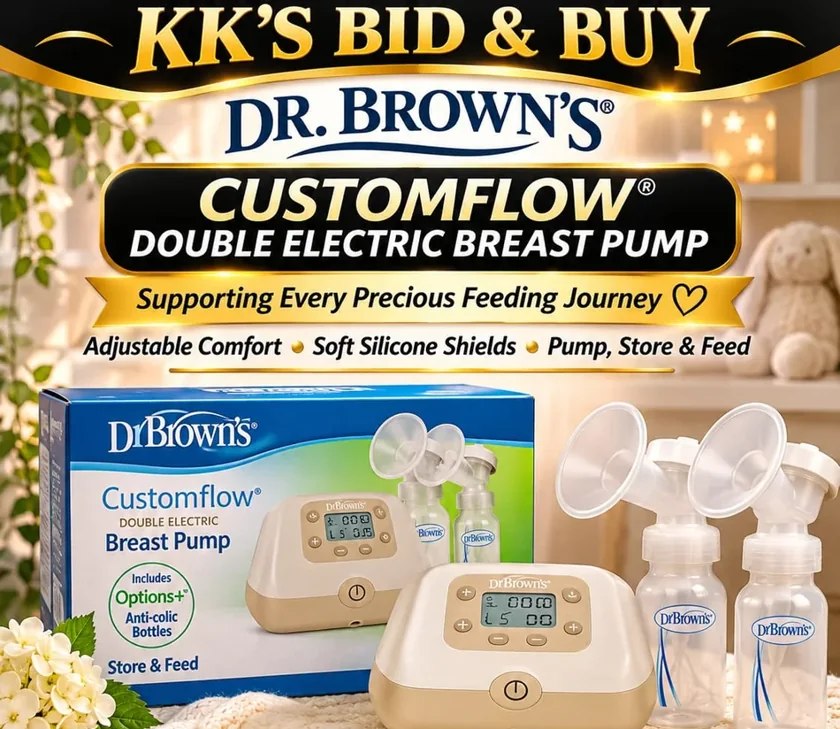 KK'S BID & BUY
DR. BROWN'S®
CUSTOMFLOW®
DOUBLE ELECTRIC BREAST PUMP
Supporting Every Precious Feeding Journey
Adjustable Comfort • Soft Silicone Shields • Pump, Store & Feed
DrBrown's®
Customflow®
DOUBLE ELECTRIC
Breast Pump
Includes
Options+™
Anti-colic
Bottles
Store & Feed
DrBrown's®
DrBrown's
DrBrown's
DrBrown's®
DrBrown's
DrBrown's